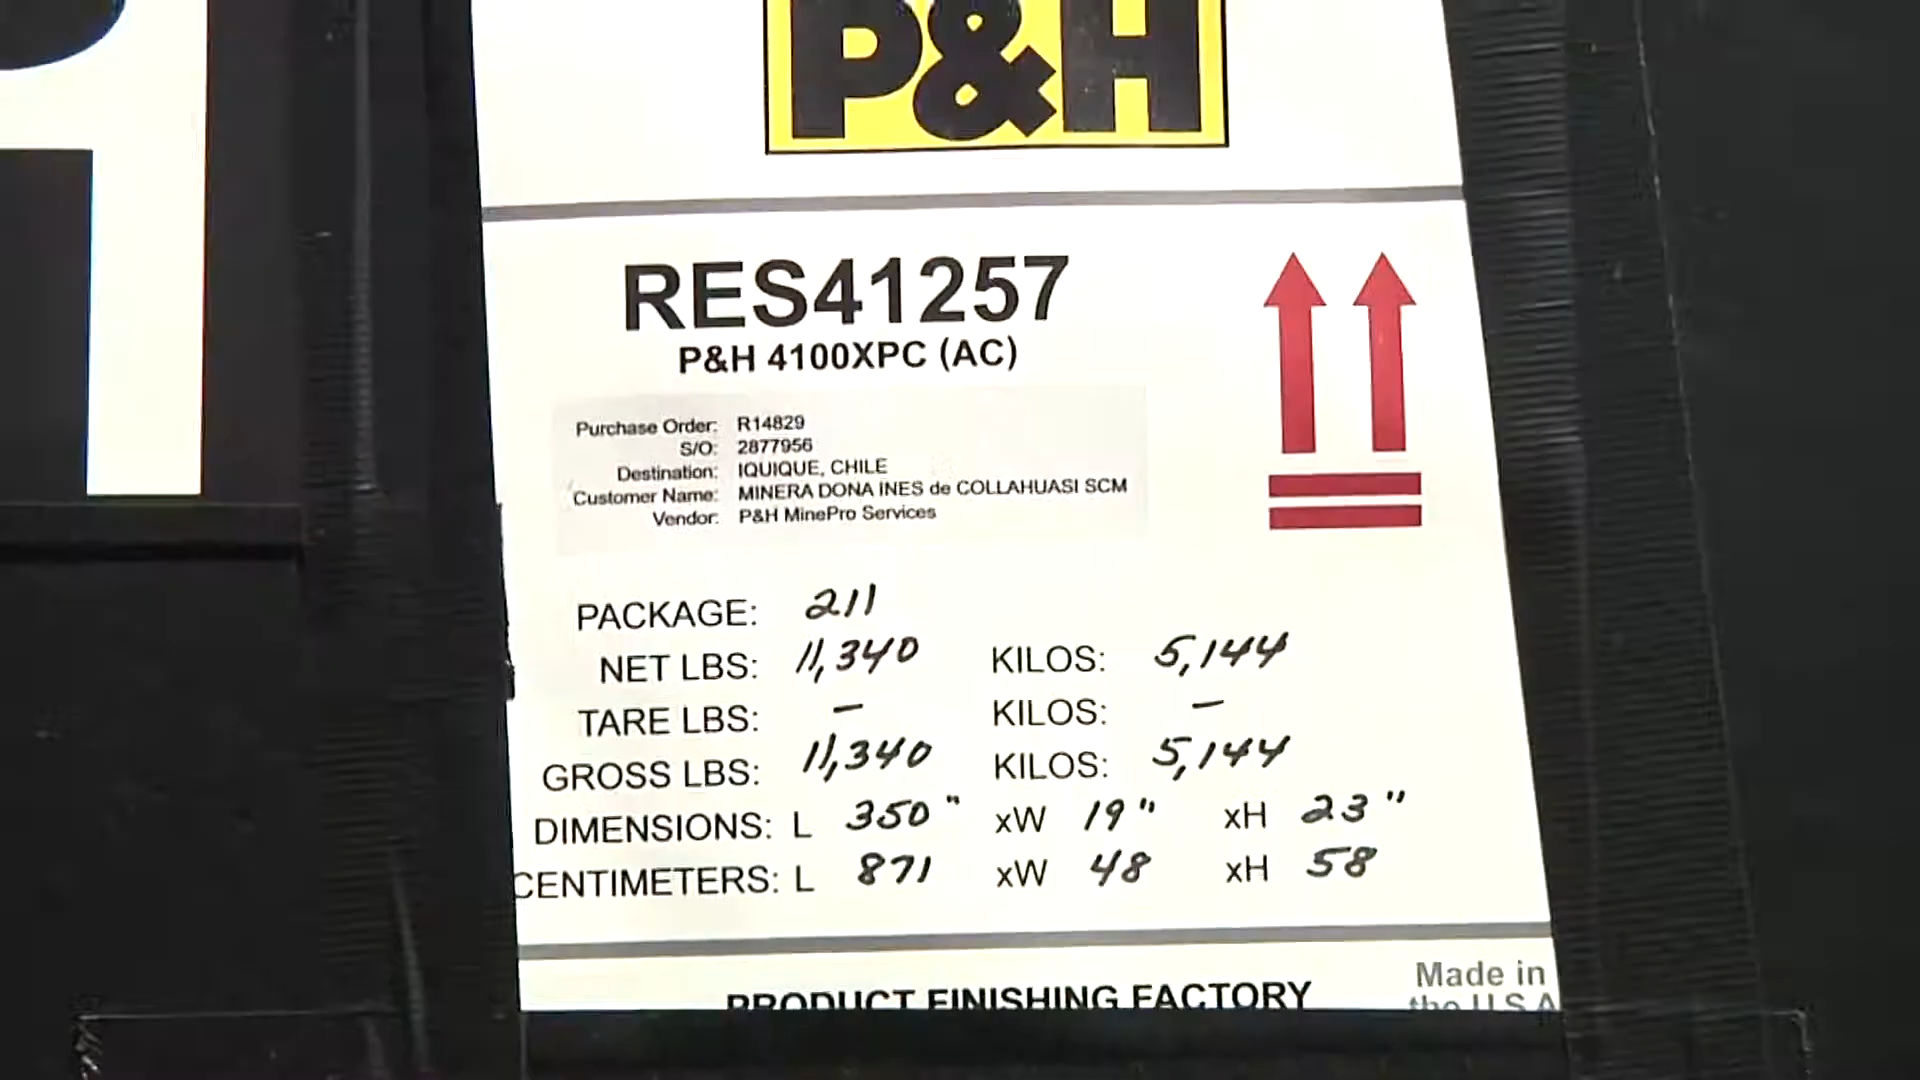 P&H
RES41257
P&H 4100XPC (AC)
Purchase Order: R14829
S/O: 2877956
Destination: IQUIQUE, CHILE
Customer Name: MINERA DONA INES de COLLAHUASI SCM
Vendor: P&H MinePro Services
PACKAGE: 211
NET LBS: 11,340 KILOS: 5,144
TARE LBS: – KILOS: –
GROSS LBS: 11,340 KILOS: 5,144
DIMENSIONS: L 350" xW 19" xH 23"
CENTIMETERS: L 871 xW 48 xH 58
PRODUCT FINISHING FACTORY
Made in
the U.S.A